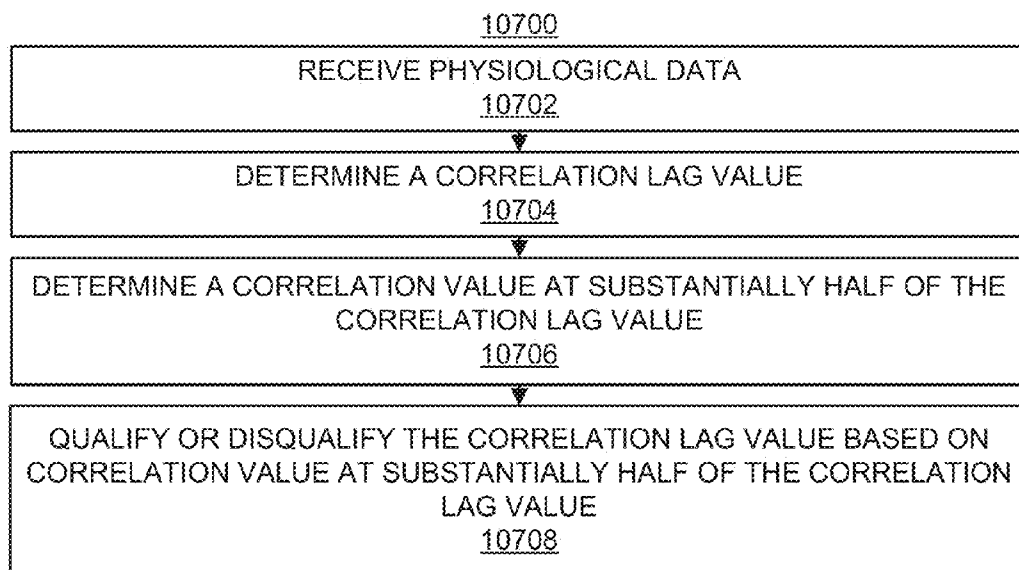 10700
RECEIVE PHYSIOLOGICAL DATA
10702
DETERMINE A CORRELATION LAG VALUE
10704
DETERMINE A CORRELATION VALUE AT SUBSTANTIALLY HALF OF THE
CORRELATION LAG VALUE
10706
QUALIFY OR DISQUALIFY THE CORRELATION LAG VALUE BASED ON
CORRELATION VALUE AT SUBSTANTIALLY HALF OF THE CORRELATION
LAG VALUE
10708